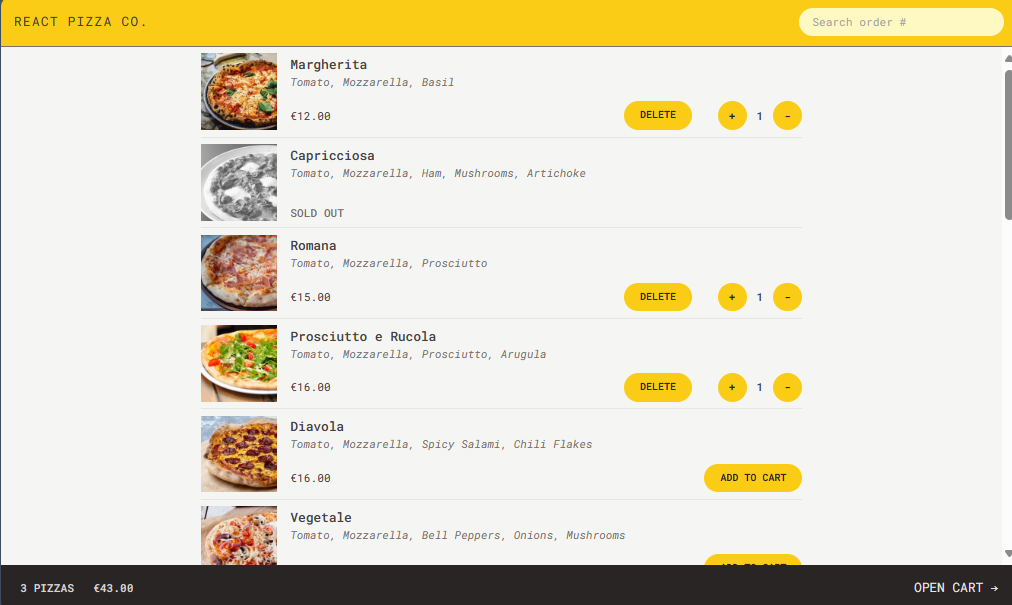 REACT PIZZA CO.
Search order #
Margherita
Tomato, Mozzarella, Basil
€12.00 DELETE + 1 -
Capricciosa
Tomato, Mozzarella, Ham, Mushrooms, Artichoke
SOLD OUT
Romana
Tomato, Mozzarella, Prosciutto
€15.00 DELETE + 1 -
Prosciutto e Rucola
Tomato, Mozzarella, Prosciutto, Arugula
€16.00 DELETE + 1 -
Diavola
Tomato, Mozzarella, Spicy Salami, Chili Flakes
€16.00 ADD TO CART
Vegetale
Tomato, Mozzarella, Bell Peppers, Onions, Mushrooms
ADD TO CART
3 PIZZAS €43.00 OPEN CART →